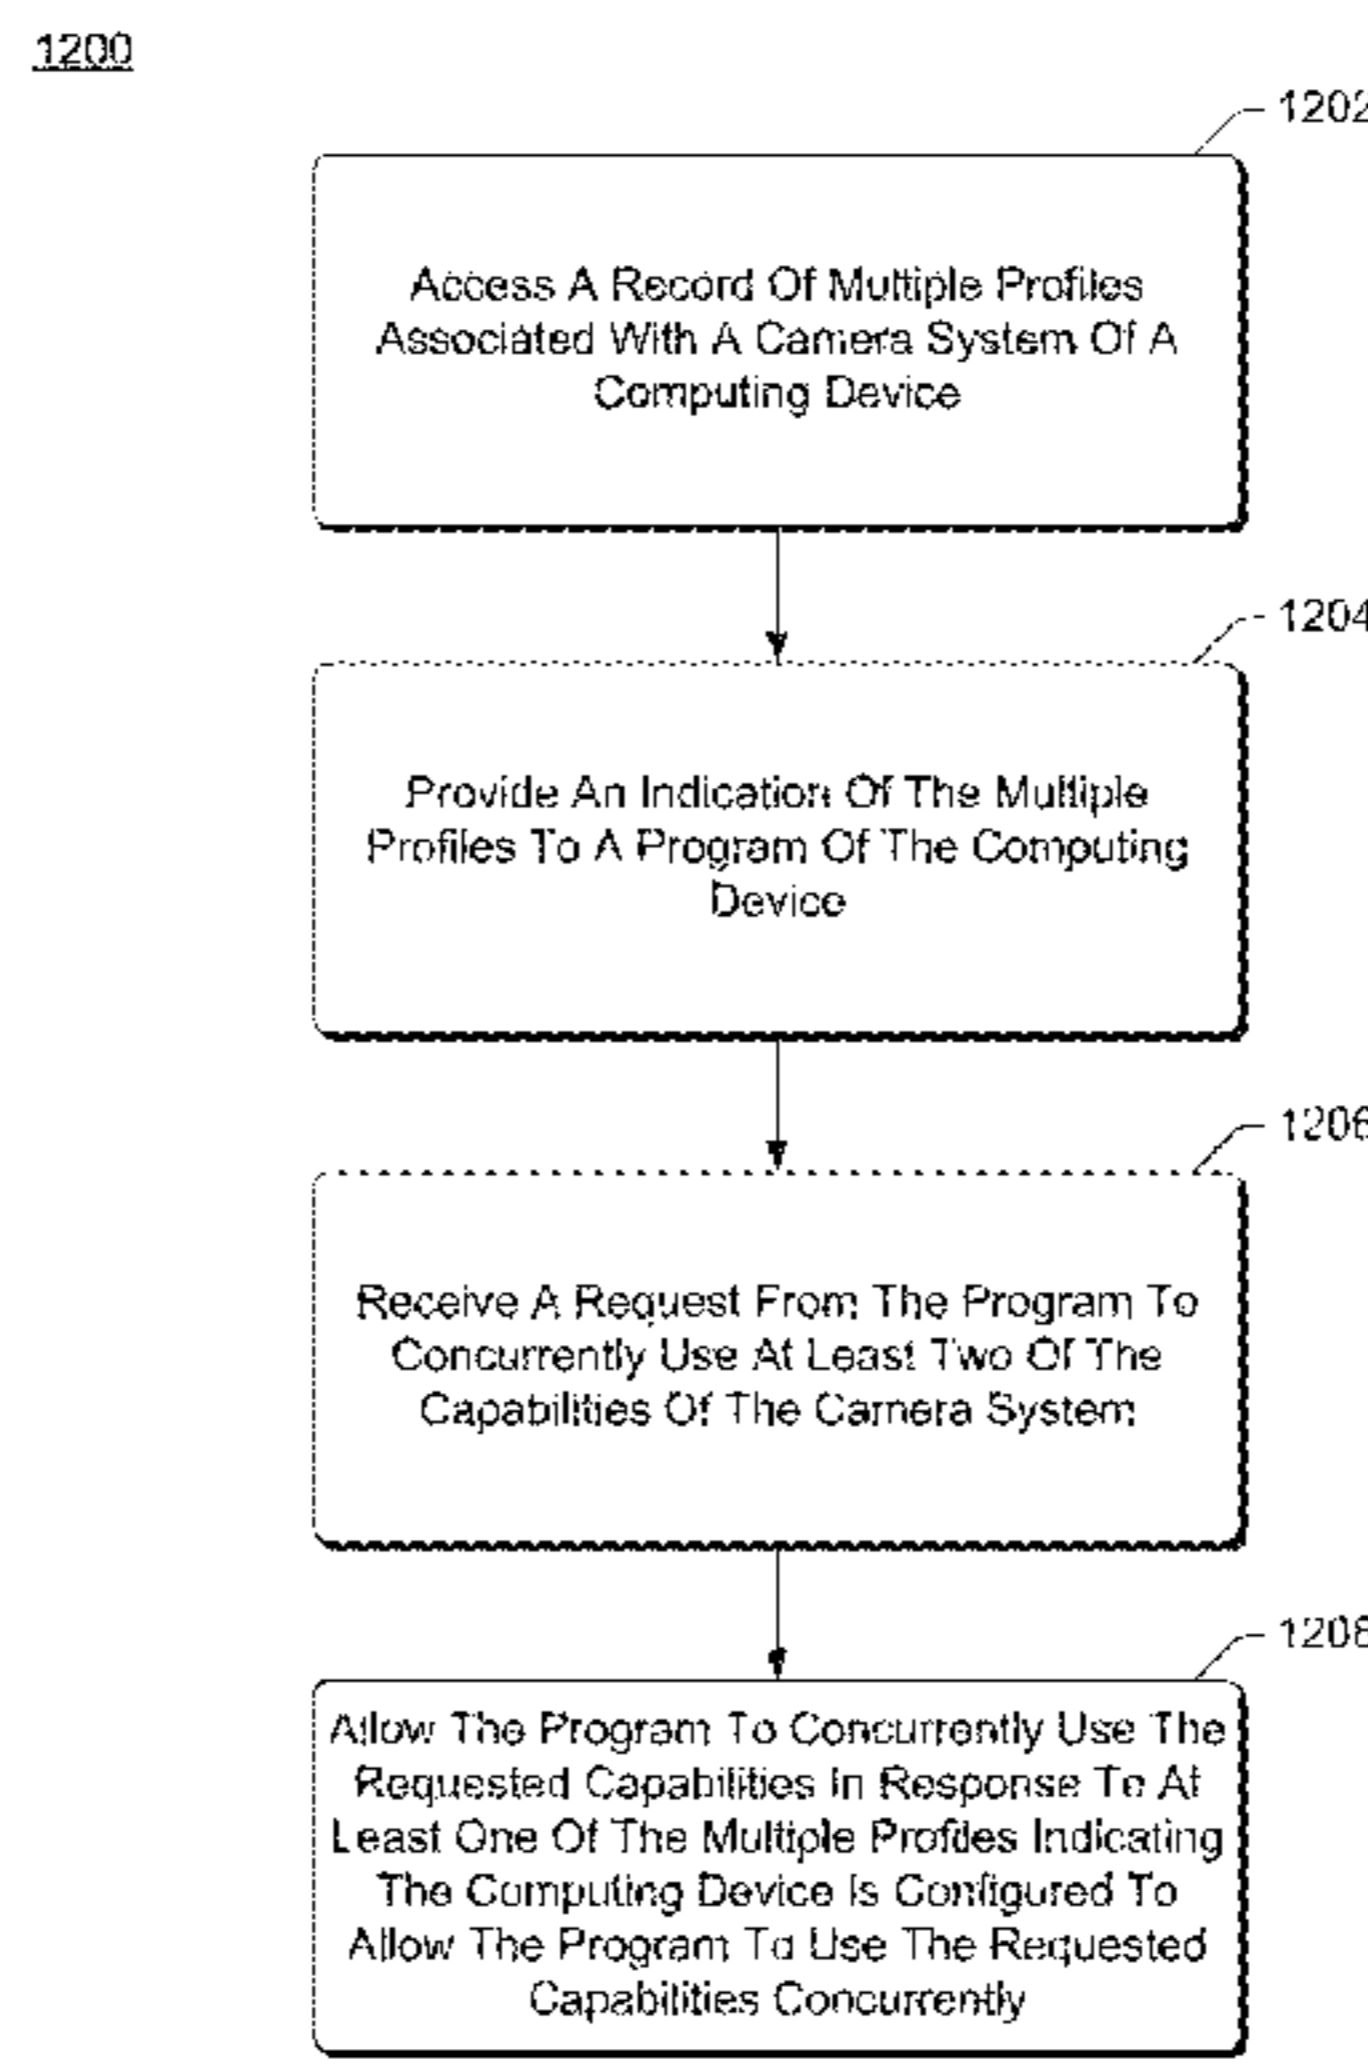 1200
1202
Access A Record Of Multiple Profiles
Associated With A Camera System Of A
Computing Device
1204
Provide An Indication Of The Multiple
Profiles To A Program Of The Computing
Device
1206
Receive A Request From The Program To
Concurrently Use At Least Two Of The
Capabilities Of The Camera System
1208
Allow The Program To Concurrently Use The
Requested Capabilities In Response To At
Least One Of The Multiple Profiles Indicating
The Computing Device Is Configured To
Allow The Program To Use The Requested
Capabilities Concurrently